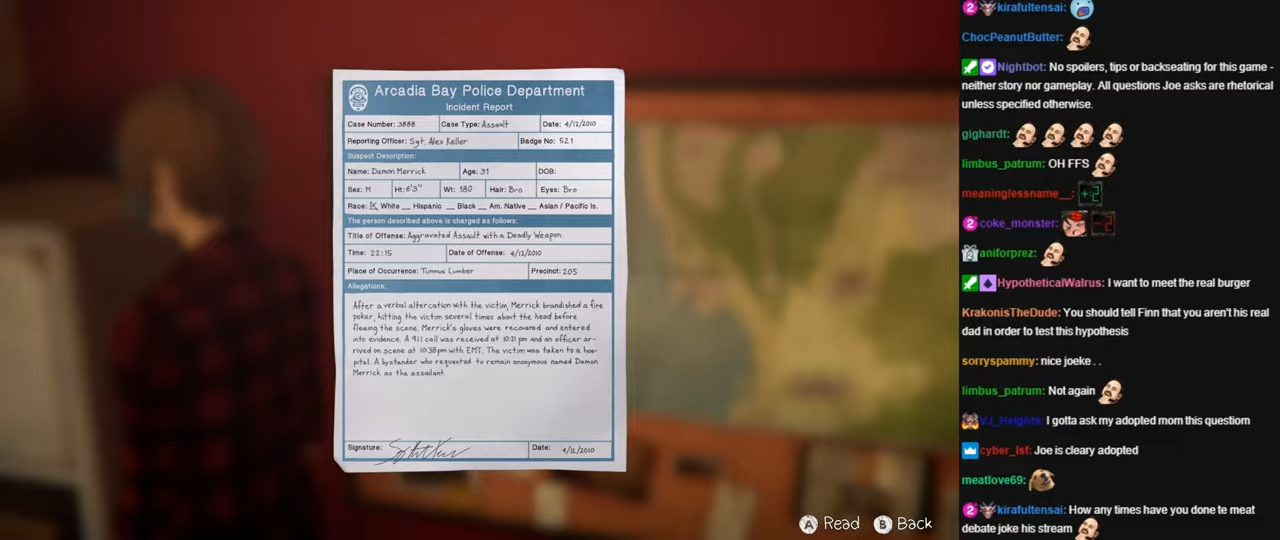 Arcadia Bay Police Department
Incident Report
Case Number: 3888 Case Type: Assault Date: 4/12/2010
Reporting Officer: Sgt. Alex Keller Badge No: 521
Suspect Description:
Name: Damon Merrick Age: 31 DOB:
Sex: M Ht: 6'3" Wt: 180 Hair: Bro Eyes: Bro
Race: X White __ Hispanic __ Black __ Am. Native __ Asian / Pacific Is.
The person described above is charged as follows:
Title of Offense: Aggravated Assault with a Deadly Weapon
Time: 22:15 Date of Offense: 4/12/2010
Place of Occurrence: Tumnus Lumber Precinct: 205
Allegations:
After a verbal altercation with the victim, Merrick brandished a fire
poker, hitting the victim several times about the head before
fleeing the scene. Merrick's gloves were recovered and entered
into evidence. A 911 call was received at 10:21 pm and an officer ar-
rived on scene at 10:38pm with EMT. The victim was taken to a hos-
pital. A bystander who requested to remain anonymous named Damon
Merrick as the assailant.
Signature: Date: 4/12/2010
A Read B Back
2 kirafultensai:
ChocPeanutButter:
Nightbot: No spoilers, tips or backseating for this game -
neither story nor gameplay. All questions Joe asks are rhetorical
unless specified otherwise.
gighardt:
limbus_patrum: OH FFS
meaninglessname__: +2
2 coke_monster: -2
2 aniforprez:
HypotheticalWalrus: I want to meet the real burger
KrakonisTheDude: You should tell Finn that you aren't his real
dad in order to test this hypothesis
sorryspammy: nice joeke . .
limbus_patrum: Not again
VJ_Heights: I gotta ask my adopted mom this questiom
cyber_lsf: Joe is cleary adopted
meatlove69:
2 kirafultensai: How any times have you done te meat
debate joke his stream